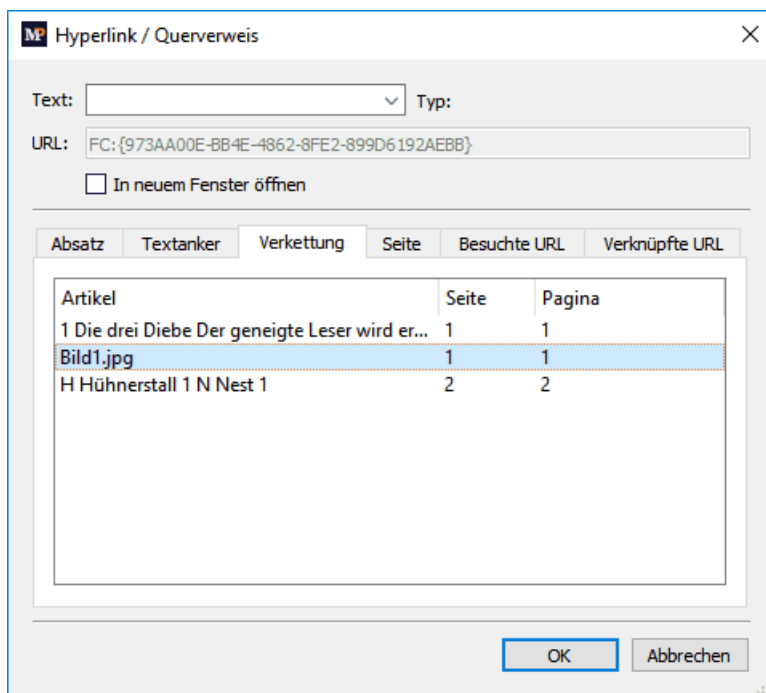 MP Hyperlink / Querverweis
Text: Typ:
URL: FC:{973AA00E-BB4E-4862-8FE2-899D6192AEBB}
In neuem Fenster öffnen
Absatz Textanker Verkettung Seite Besuchte URL Verknüpfte URL
Artikel Seite Pagina
1 Die drei Diebe Der geneigte Leser wird er... 1 1
Bild1.jpg 1 1
H Hühnerstall 1 N Nest 1 2 2
OK Abbrechen